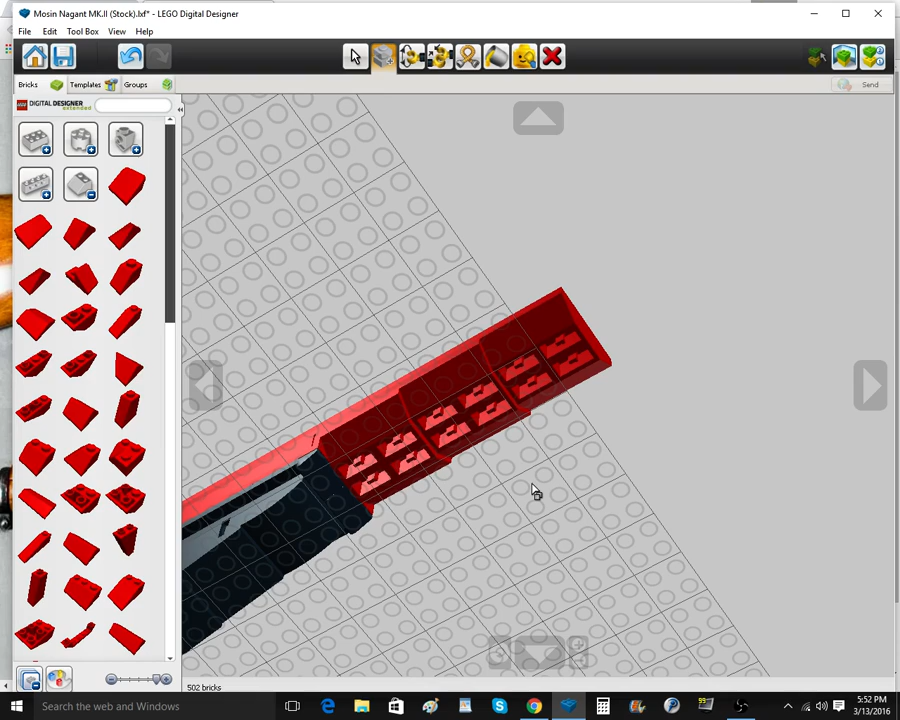 Mosin Nagant MK.II (Stock).lxf* - LEGO Digital Designer
File Edit Tool Box View Help
Bricks Templates Groups Send
LEGO DIGITAL DESIGNER
extended
502 bricks
Search the web and Windows
5:52 PM
3/13/2016